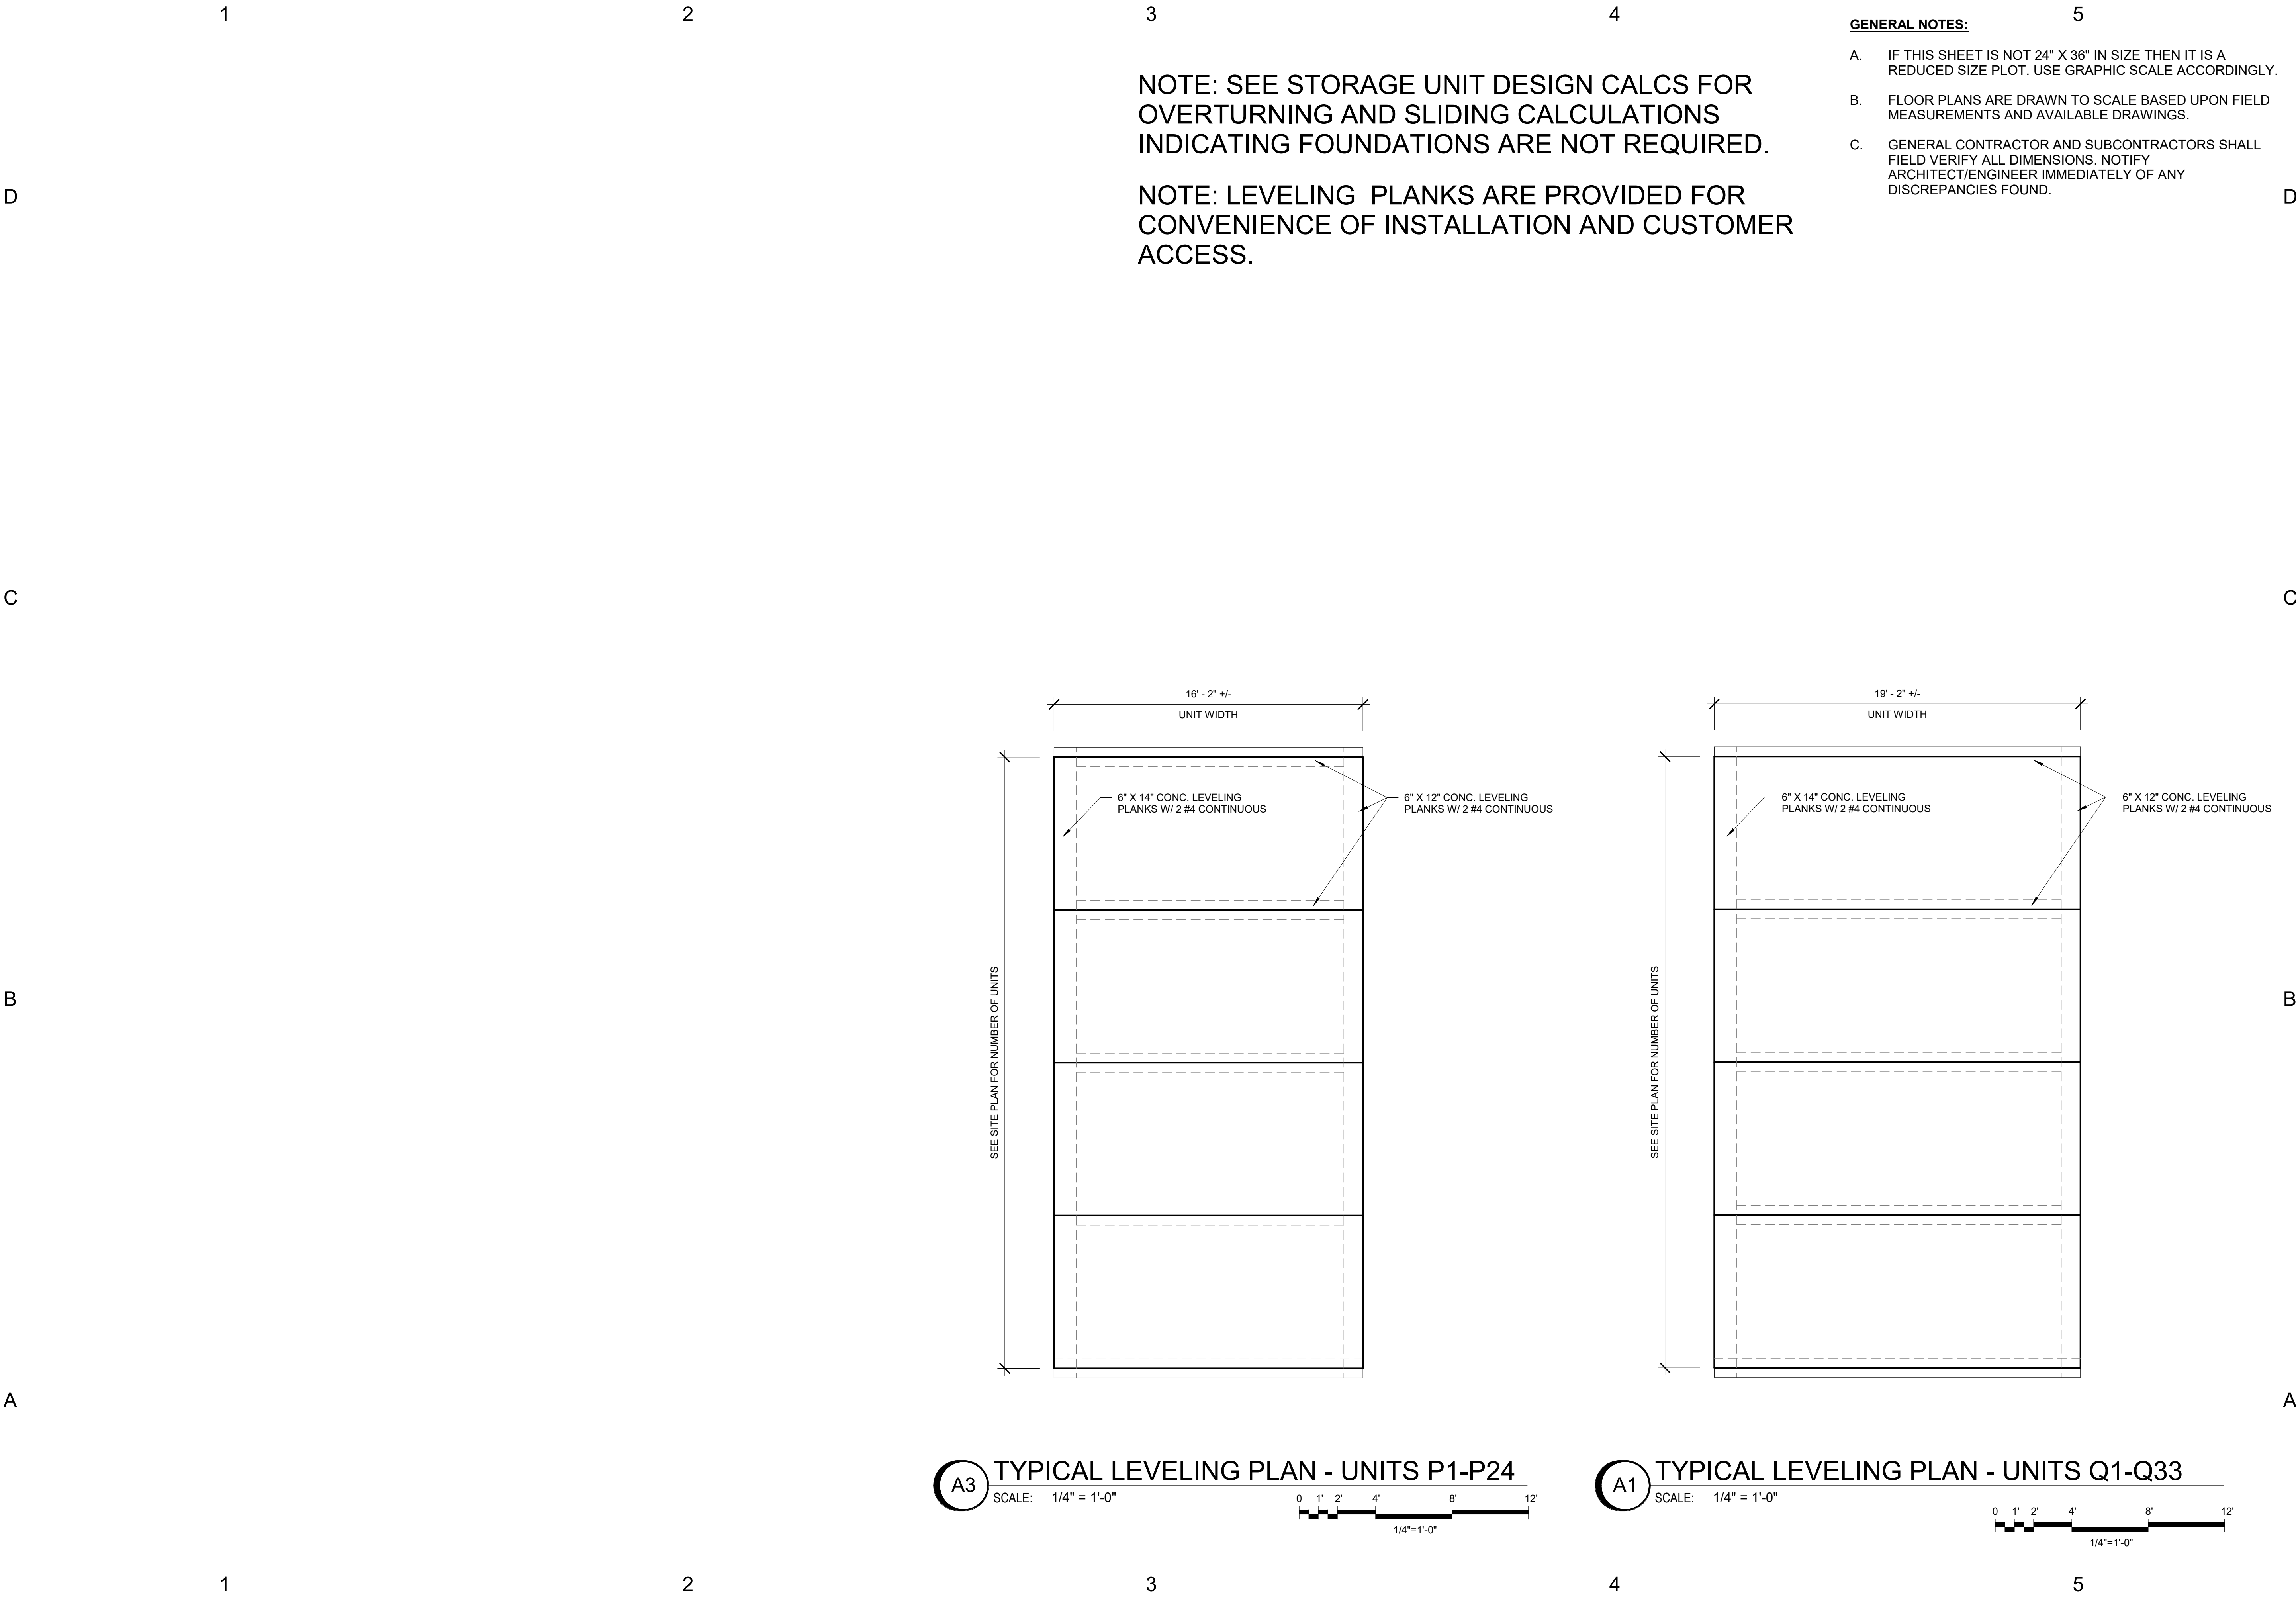 1 2 3 4 5
GENERAL NOTES:
A. IF THIS SHEET IS NOT 24" X 36" IN SIZE THEN IT IS A
REDUCED SIZE PLOT. USE GRAPHIC SCALE ACCORDINGLY.
B. FLOOR PLANS ARE DRAWN TO SCALE BASED UPON FIELD
MEASUREMENTS AND AVAILABLE DRAWINGS.
C. GENERAL CONTRACTOR AND SUBCONTRACTORS SHALL
FIELD VERIFY ALL DIMENSIONS. NOTIFY
ARCHITECT/ENGINEER IMMEDIATELY OF ANY
DISCREPANCIES FOUND.
NOTE: SEE STORAGE UNIT DESIGN CALCS FOR
OVERTURNING AND SLIDING CALCULATIONS
INDICATING FOUNDATIONS ARE NOT REQUIRED.
NOTE: LEVELING PLANKS ARE PROVIDED FOR
CONVENIENCE OF INSTALLATION AND CUSTOMER
ACCESS.
D D
C C
16' - 2" +/-
UNIT WIDTH
6" X 14" CONC. LEVELING
PLANKS W/ 2 #4 CONTINUOUS
6" X 12" CONC. LEVELING
PLANKS W/ 2 #4 CONTINUOUS
SEE SITE PLAN FOR NUMBER OF UNITS
19' - 2" +/-
UNIT WIDTH
6" X 14" CONC. LEVELING
PLANKS W/ 2 #4 CONTINUOUS
6" X 12" CONC. LEVELING
PLANKS W/ 2 #4 CONTINUOUS
SEE SITE PLAN FOR NUMBER OF UNITS
B B
A A
A3 TYPICAL LEVELING PLAN - UNITS P1-P24
SCALE: 1/4" = 1'-0"
0 1' 2' 4' 8' 12'
1/4"=1'-0"
A1 TYPICAL LEVELING PLAN - UNITS Q1-Q33
SCALE: 1/4" = 1'-0"
0 1' 2' 4' 8' 12'
1/4"=1'-0"
1 2 3 4 5